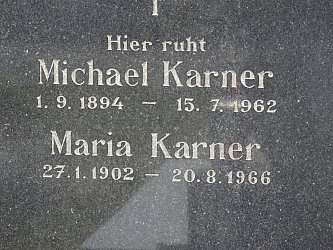 Hier ruht
Michael Karner
1. 9. 1894 – 15. 7. 1962
Maria Karner
27. 1. 1902 – 20. 8. 1966